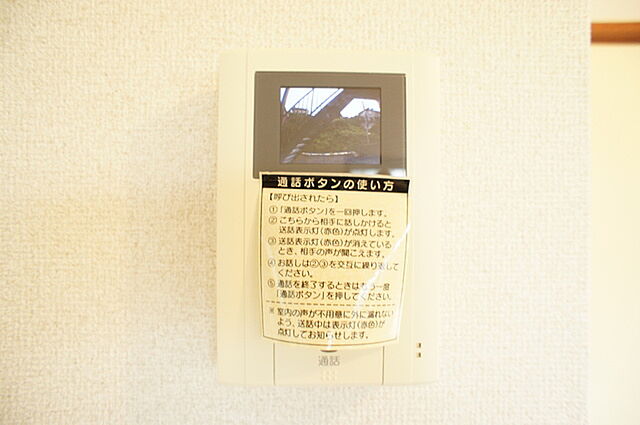 通話ボタンの使い方
【呼び出されたら】
①「通話ボタン」を一回押します。
② こちらから相手に話しかけると
送話表示灯(赤色)が点灯します。
③ 送話表示灯(赤色)が消えている
とき、相手の声が聞こえます。
④ お話しは②③を交互に繰り返して
ください。
⑤ 通話を終了するときはもう一度
「通話ボタン」を押してください。
※ 室内の声が不用意に外に漏れない
よう、送話中は表示灯(赤色)が
点灯してお知らせします。
通話